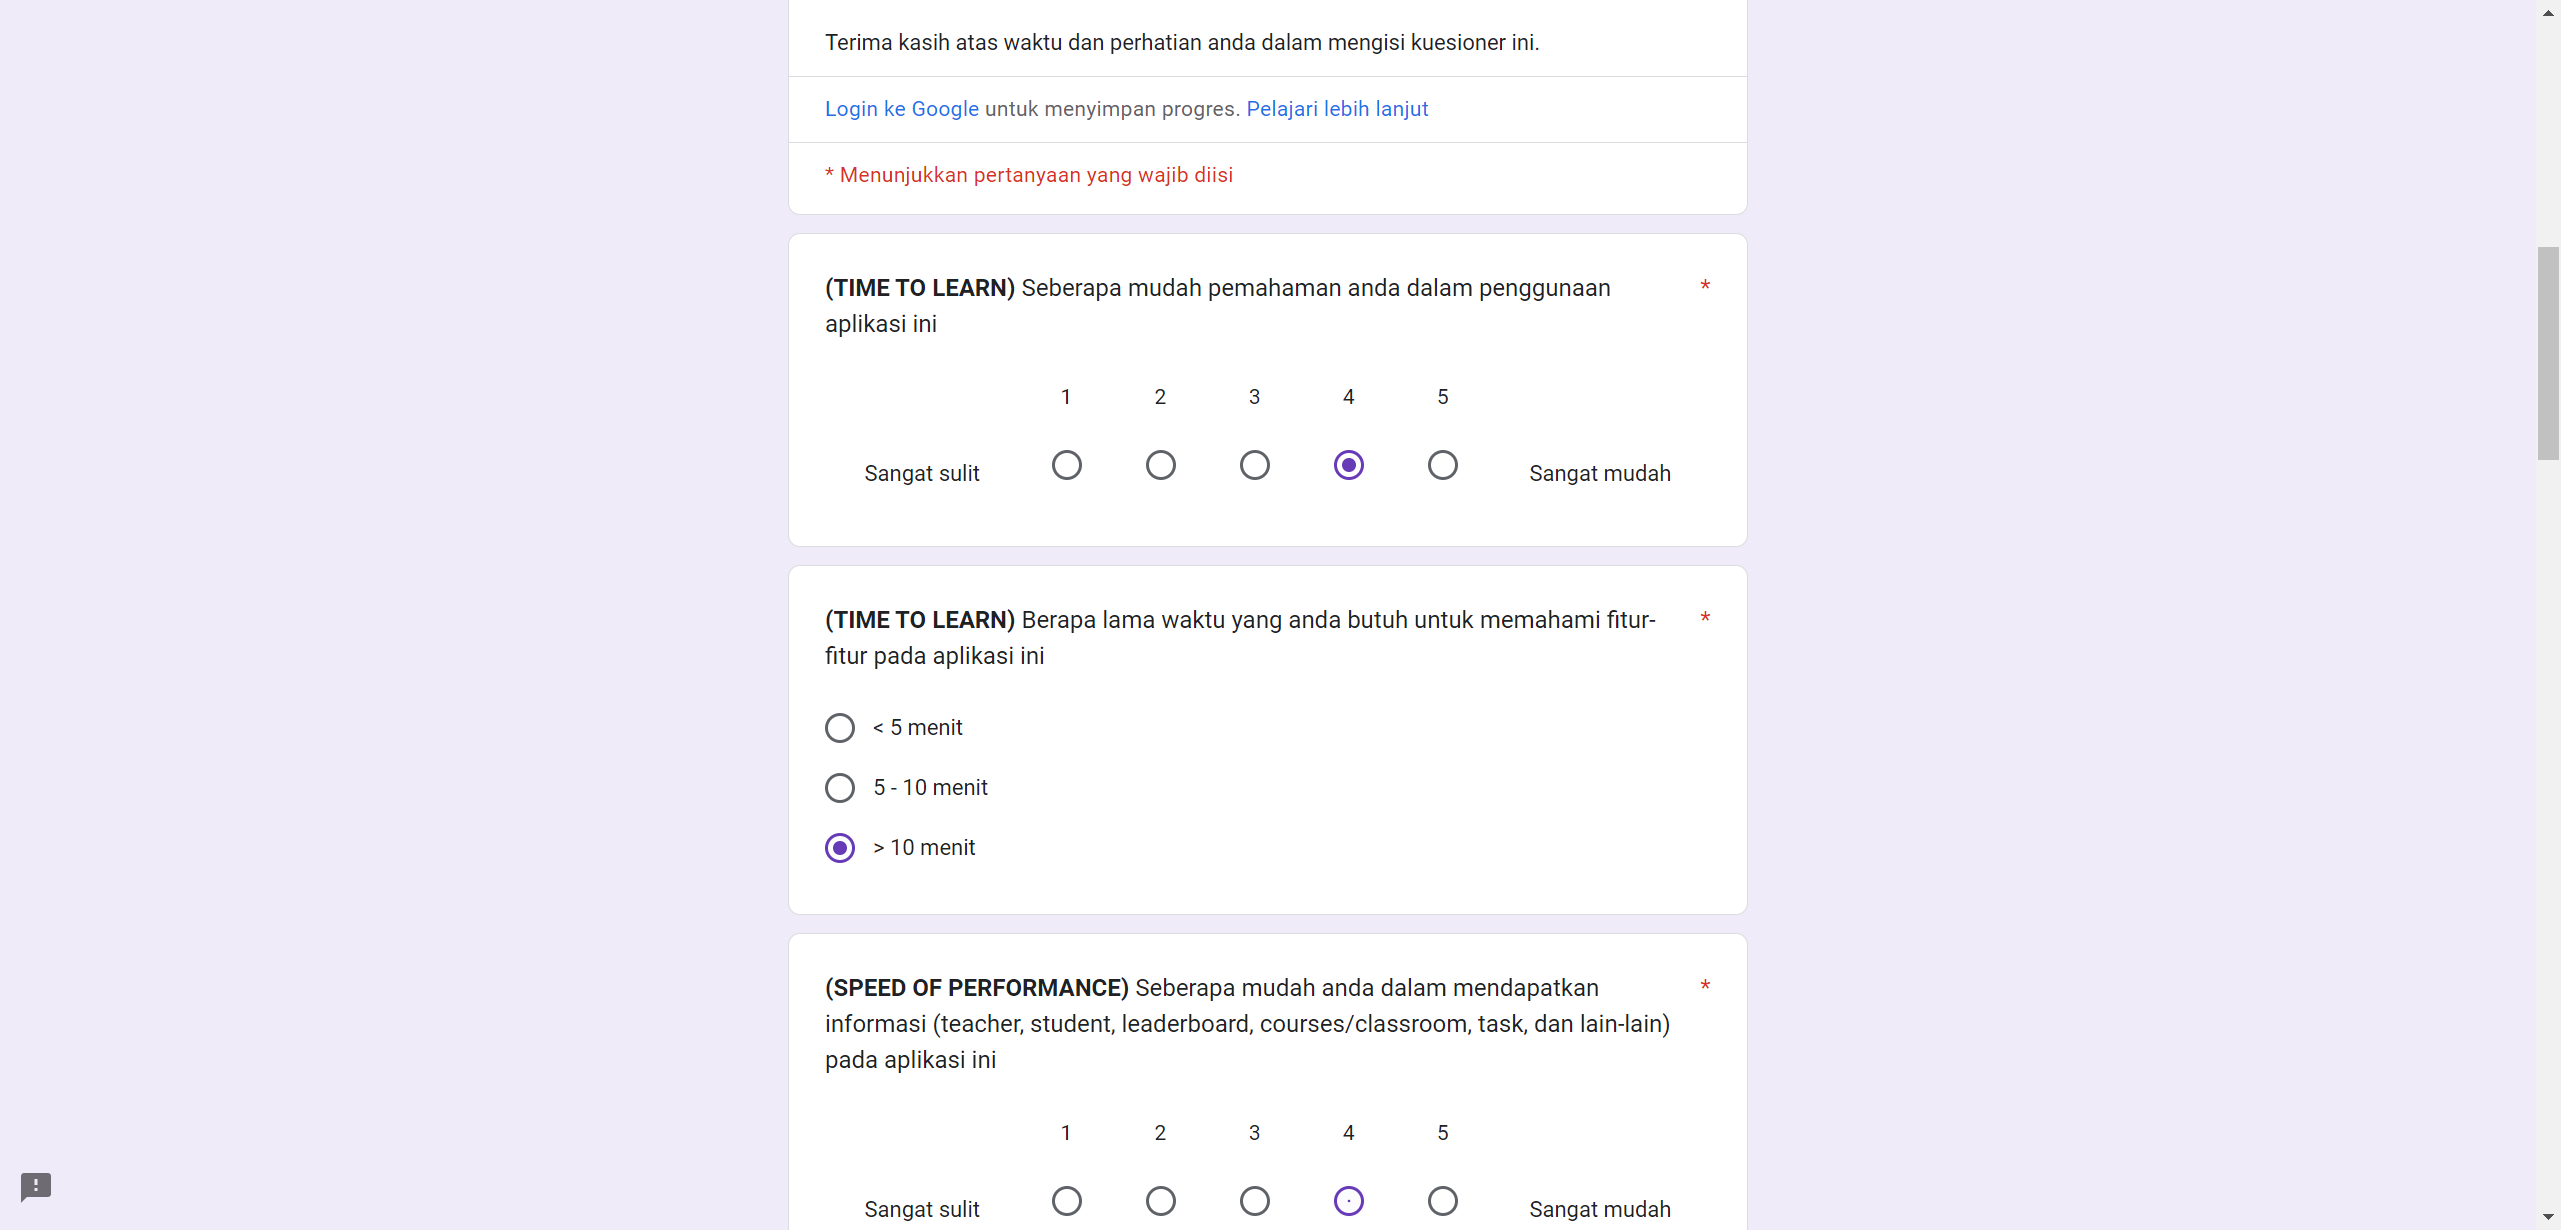 Terima kasih atas waktu dan perhatian anda dalam mengisi kuesioner ini.
Login ke Google untuk menyimpan progres. Pelajari lebih lanjut
* Menunjukkan pertanyaan yang wajib diisi
(TIME TO LEARN) Seberapa mudah pemahaman anda dalam penggunaan *
aplikasi ini
1 2 3 4 5
Sangat sulit Sangat mudah
(TIME TO LEARN) Berapa lama waktu yang anda butuh untuk memahami fitur- *
fitur pada aplikasi ini
< 5 menit
5 - 10 menit
> 10 menit
(SPEED OF PERFORMANCE) Seberapa mudah anda dalam mendapatkan *
informasi (teacher, student, leaderboard, courses/classroom, task, dan lain-lain)
pada aplikasi ini
1 2 3 4 5
Sangat sulit Sangat mudah